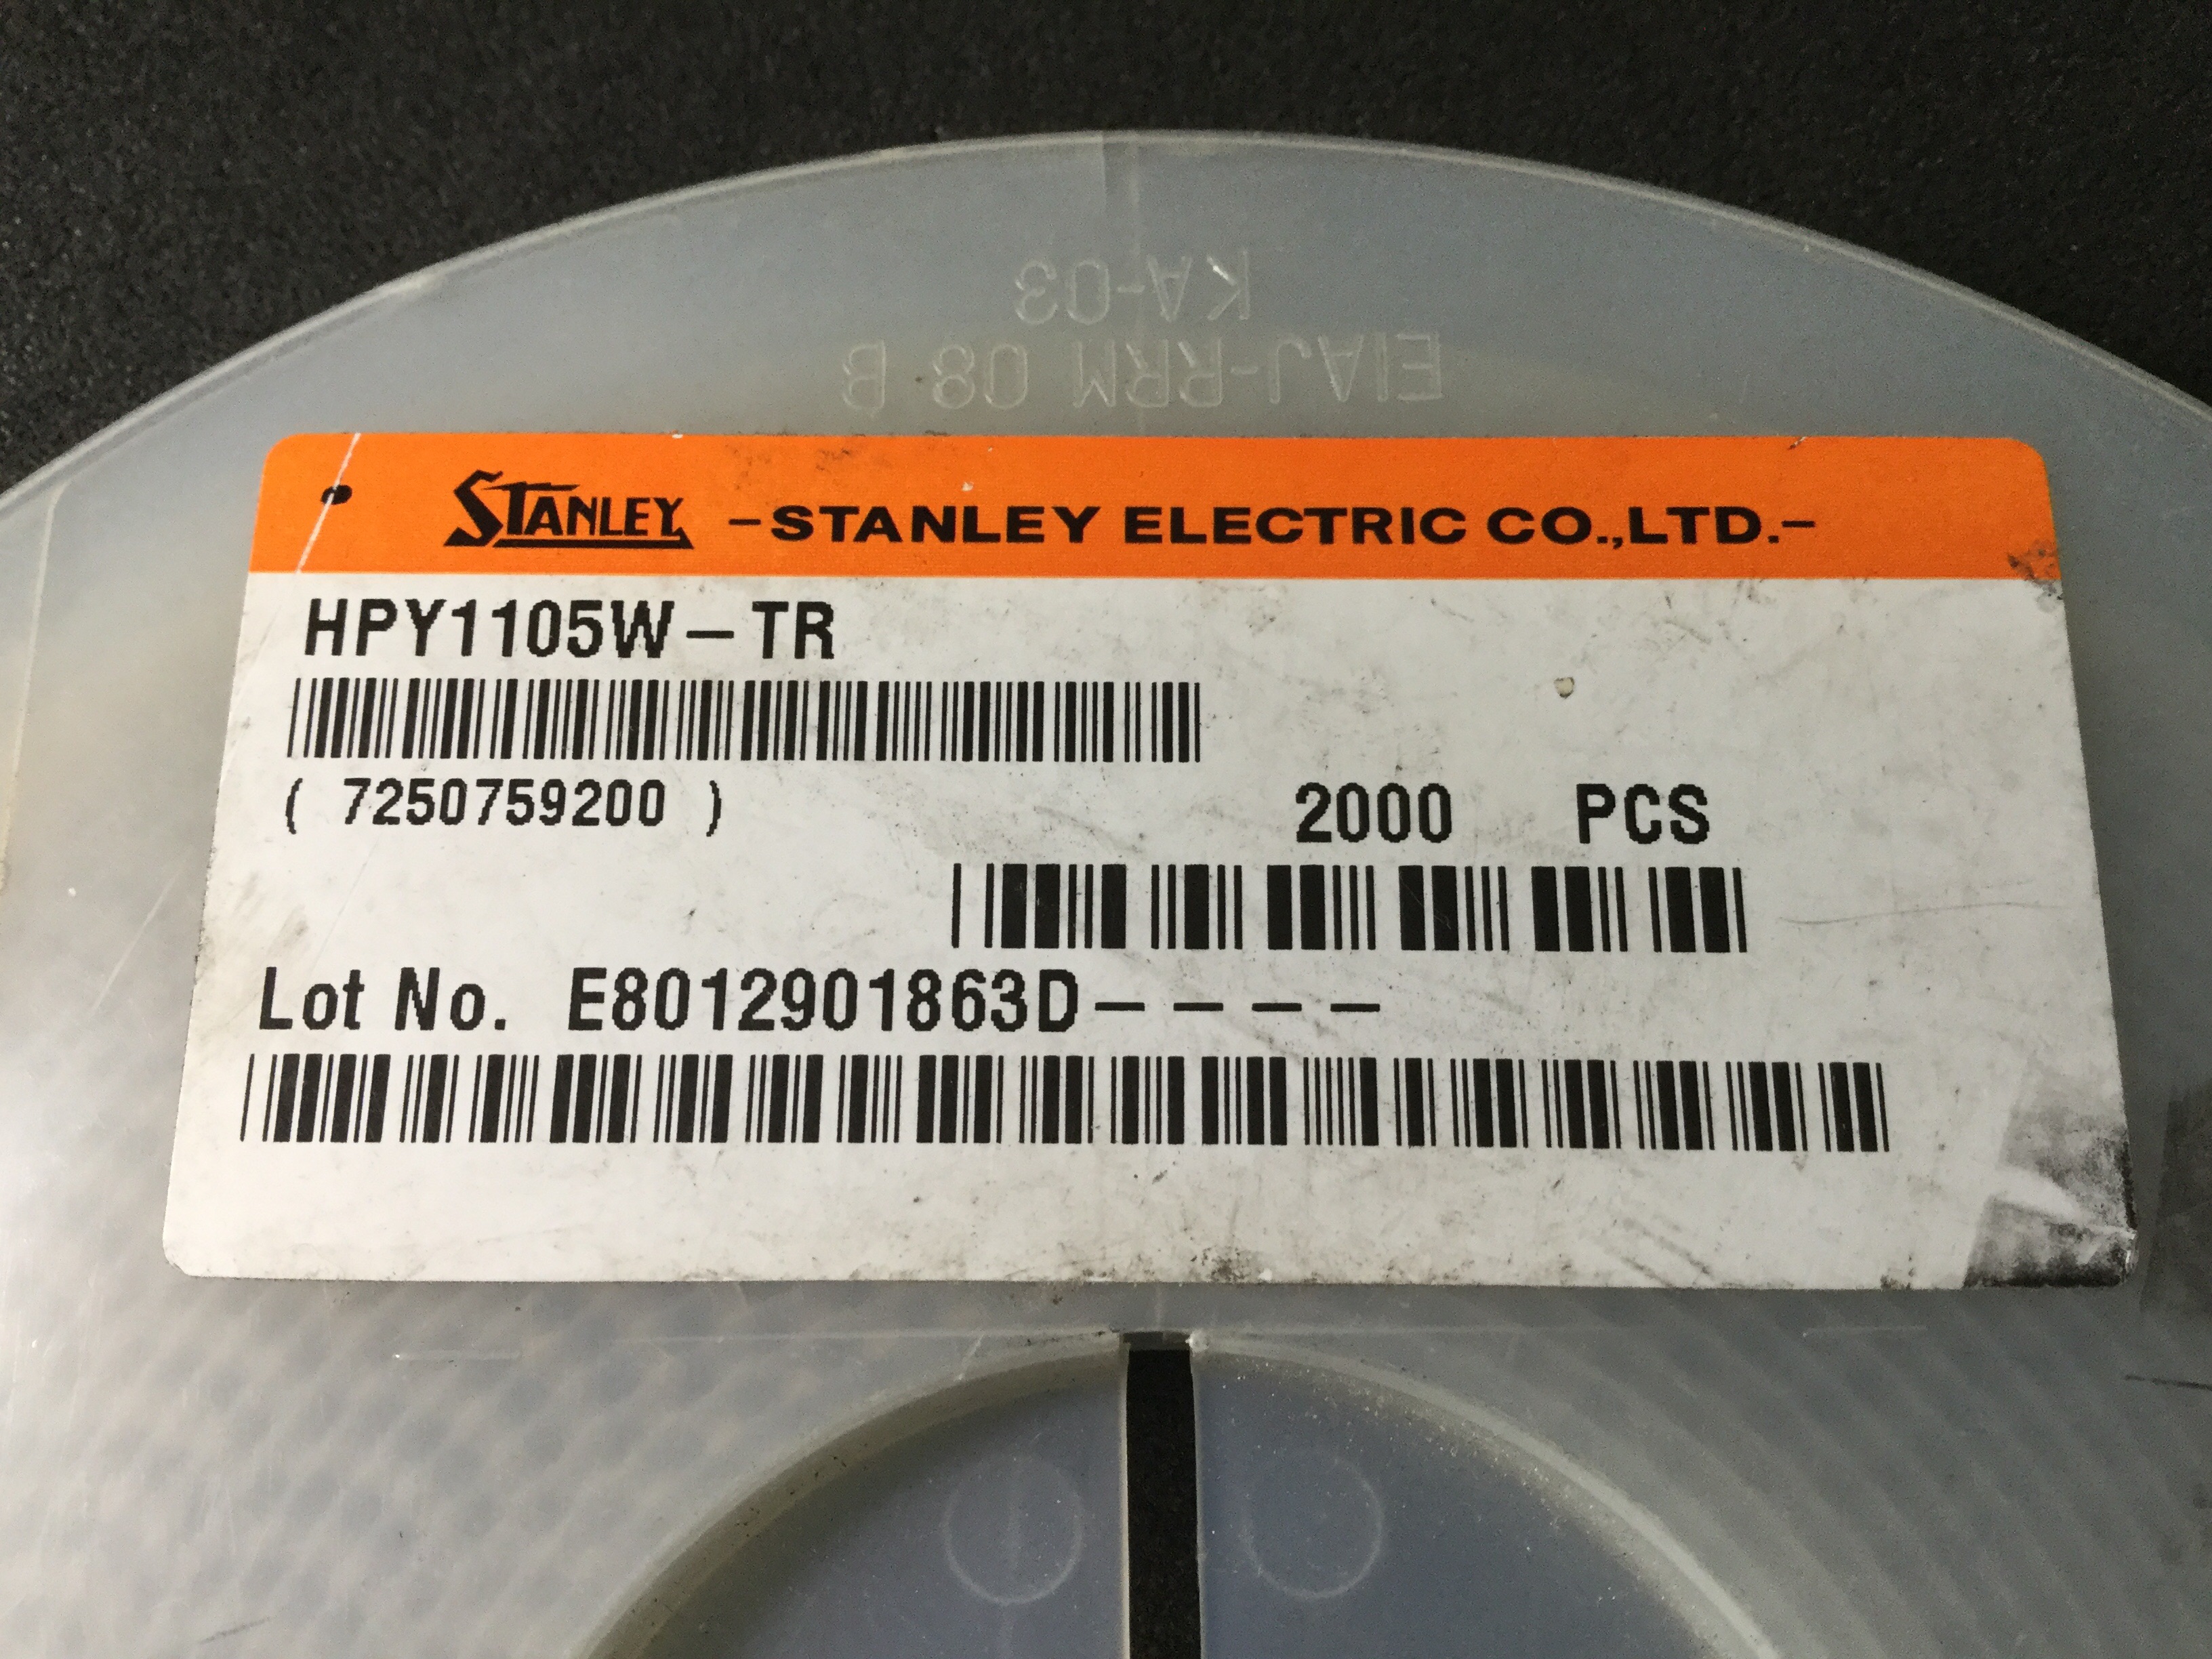 KA-03
EIAJ-RRM 08 B
STANLEY -STANLEY ELECTRIC CO.,LTD.-
HPY1105W-TR
( 7250759200 )
2000 PCS
Lot No. E8012901863D----